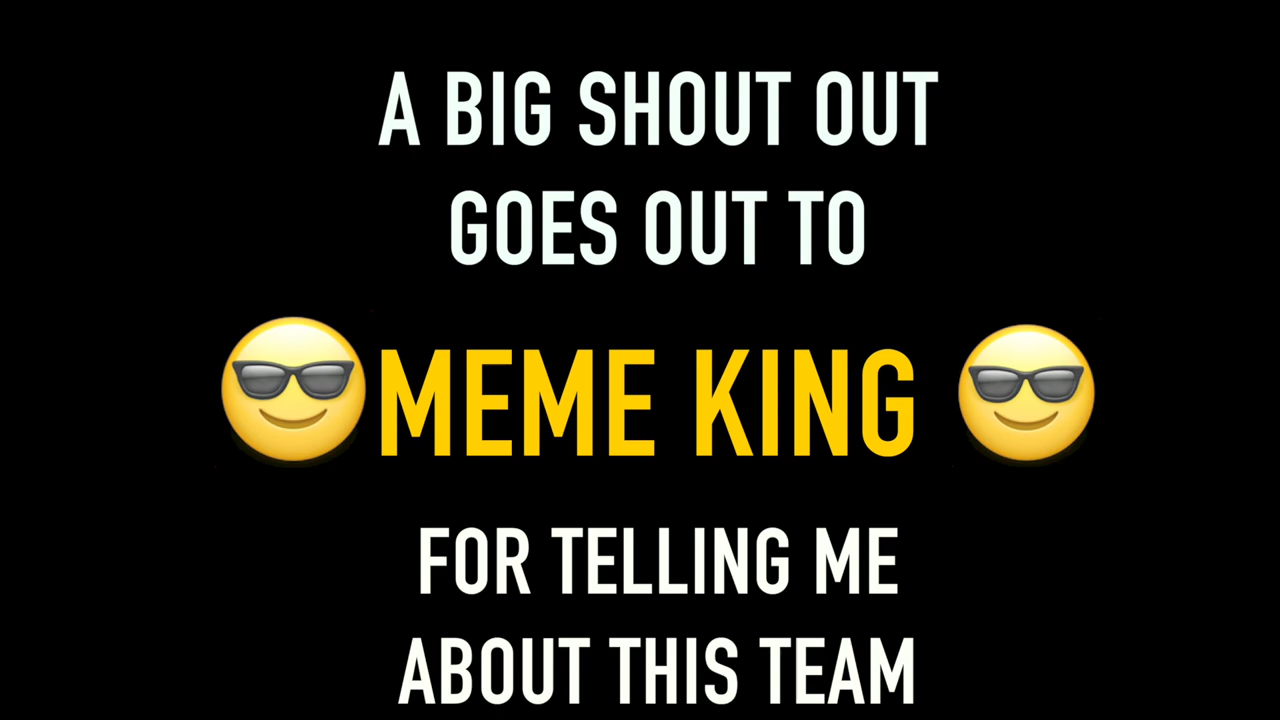 A BIG SHOUT OUT
GOES OUT TO
😎MEME KING 😎
FOR TELLING ME
ABOUT THIS TEAM